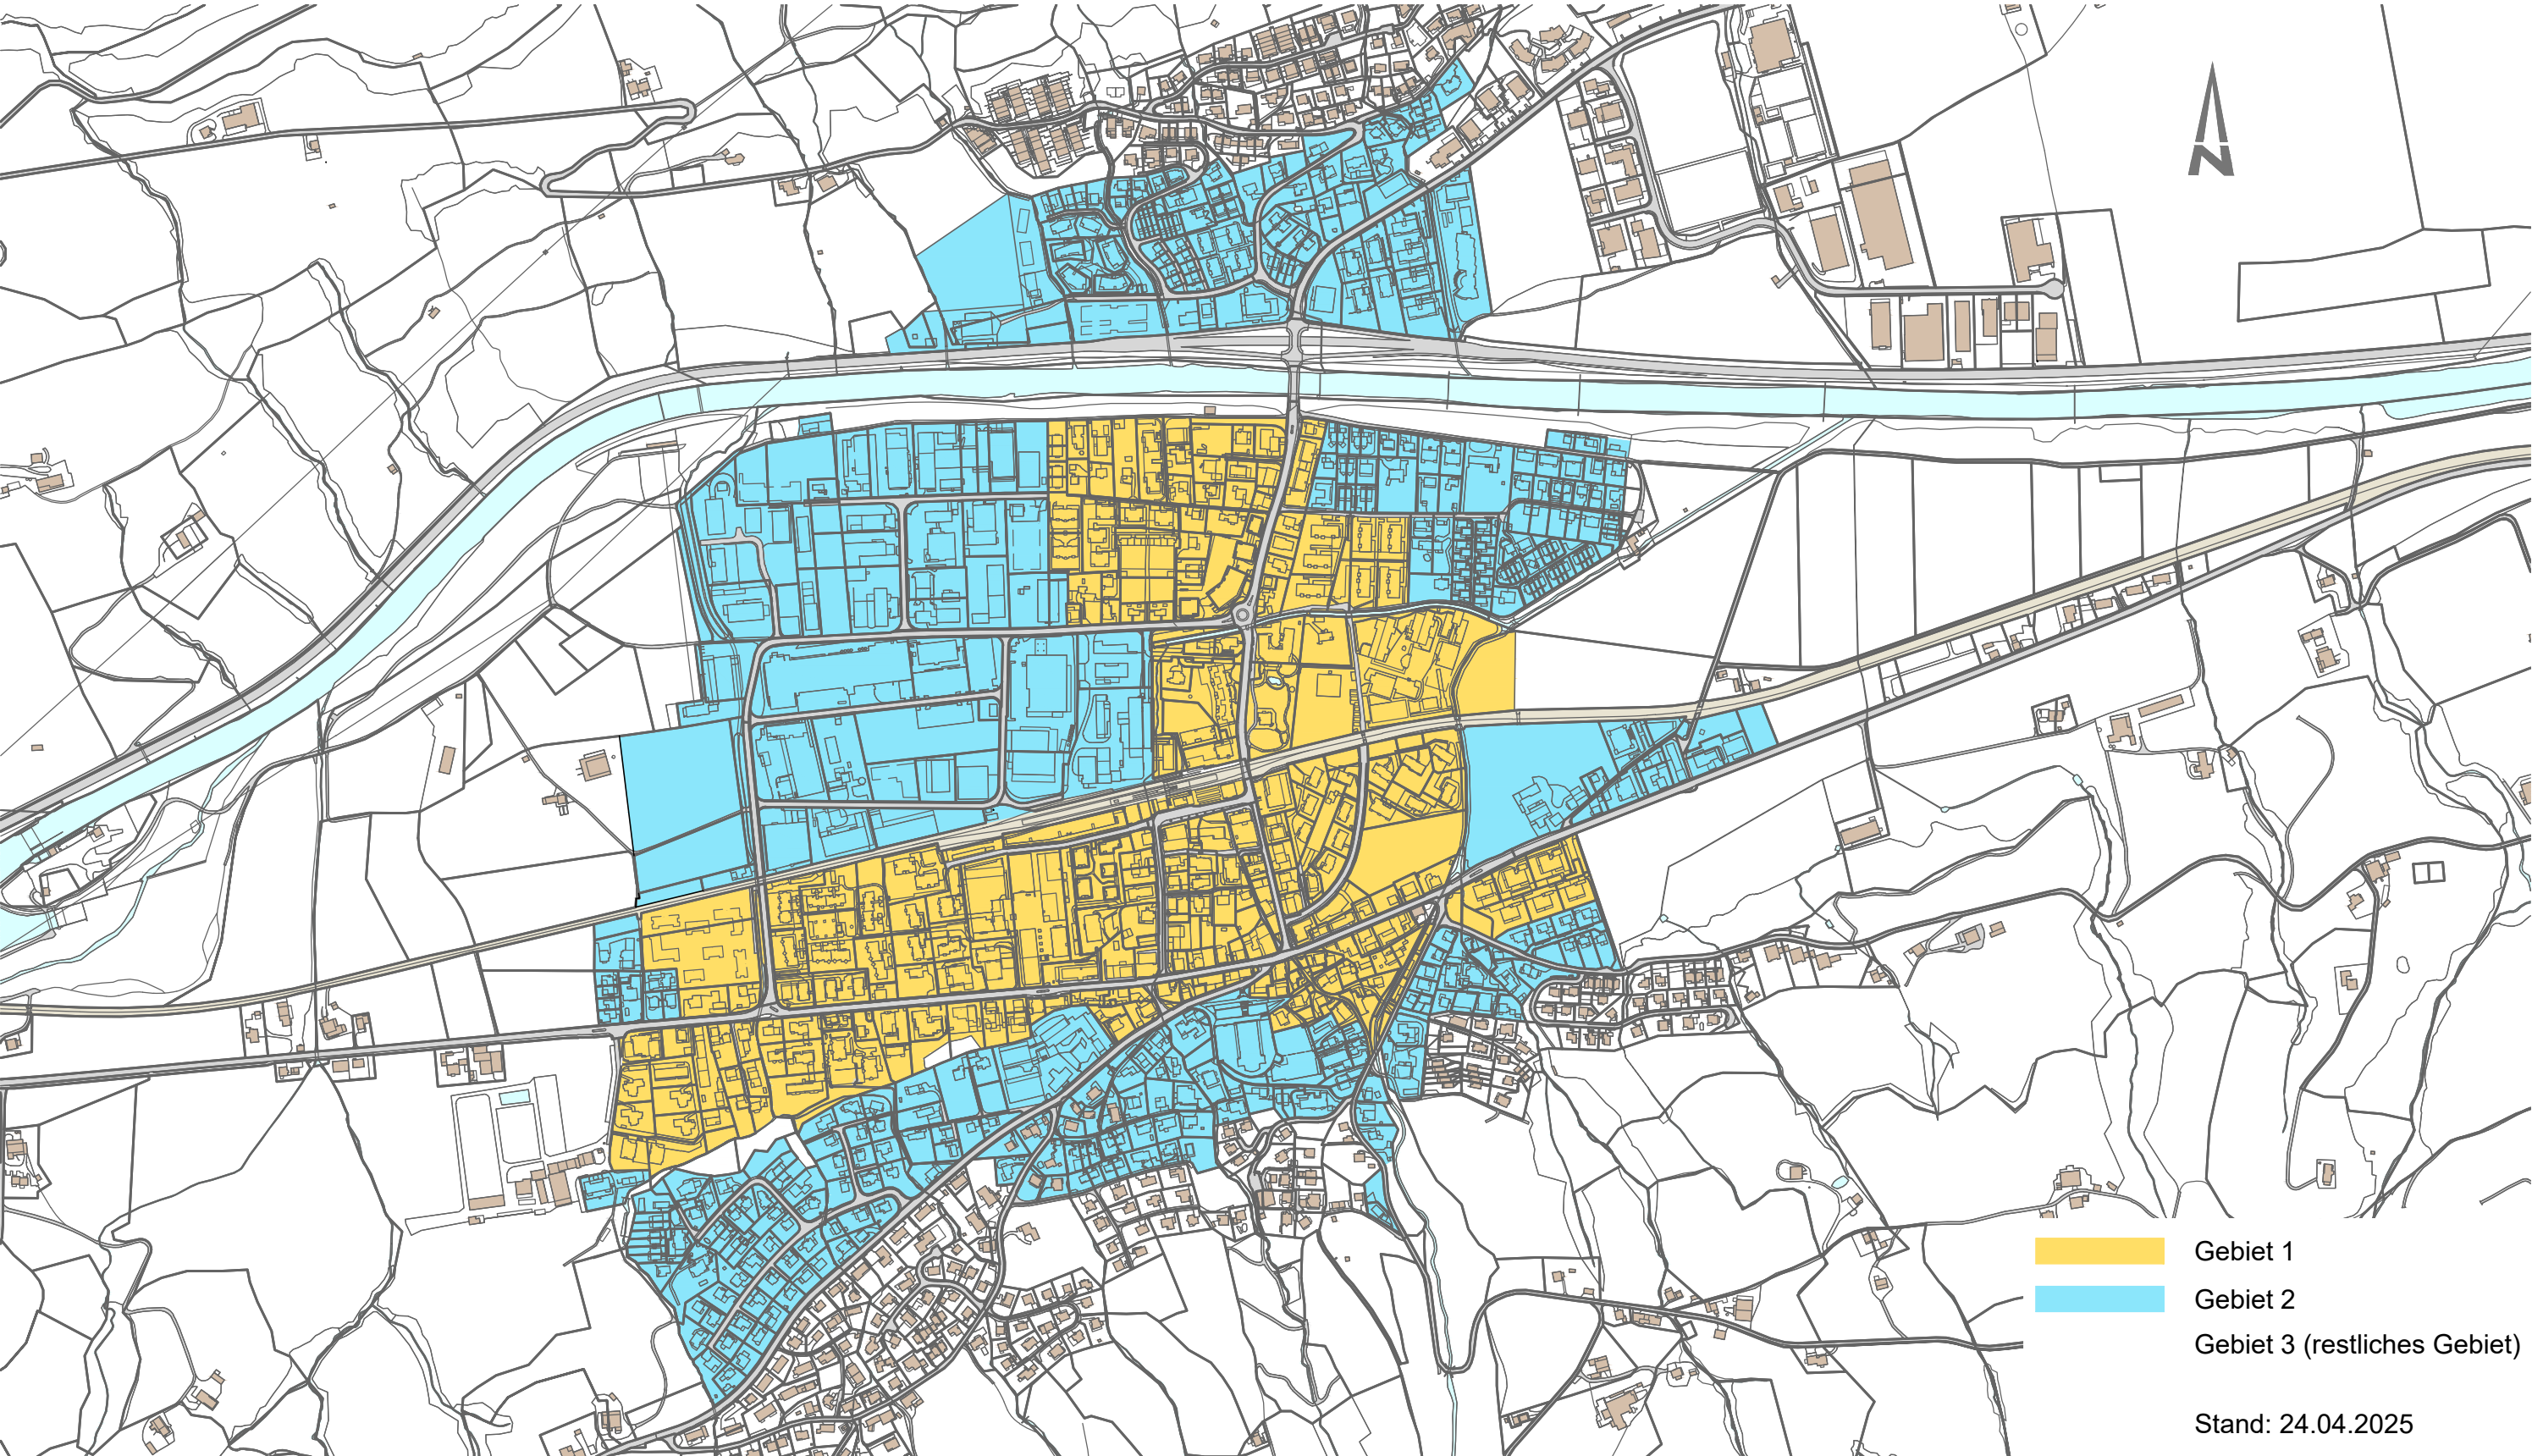 N
Gebiet 1
Gebiet 2
Gebiet 3 (restliches Gebiet)
Stand: 24.04.2025